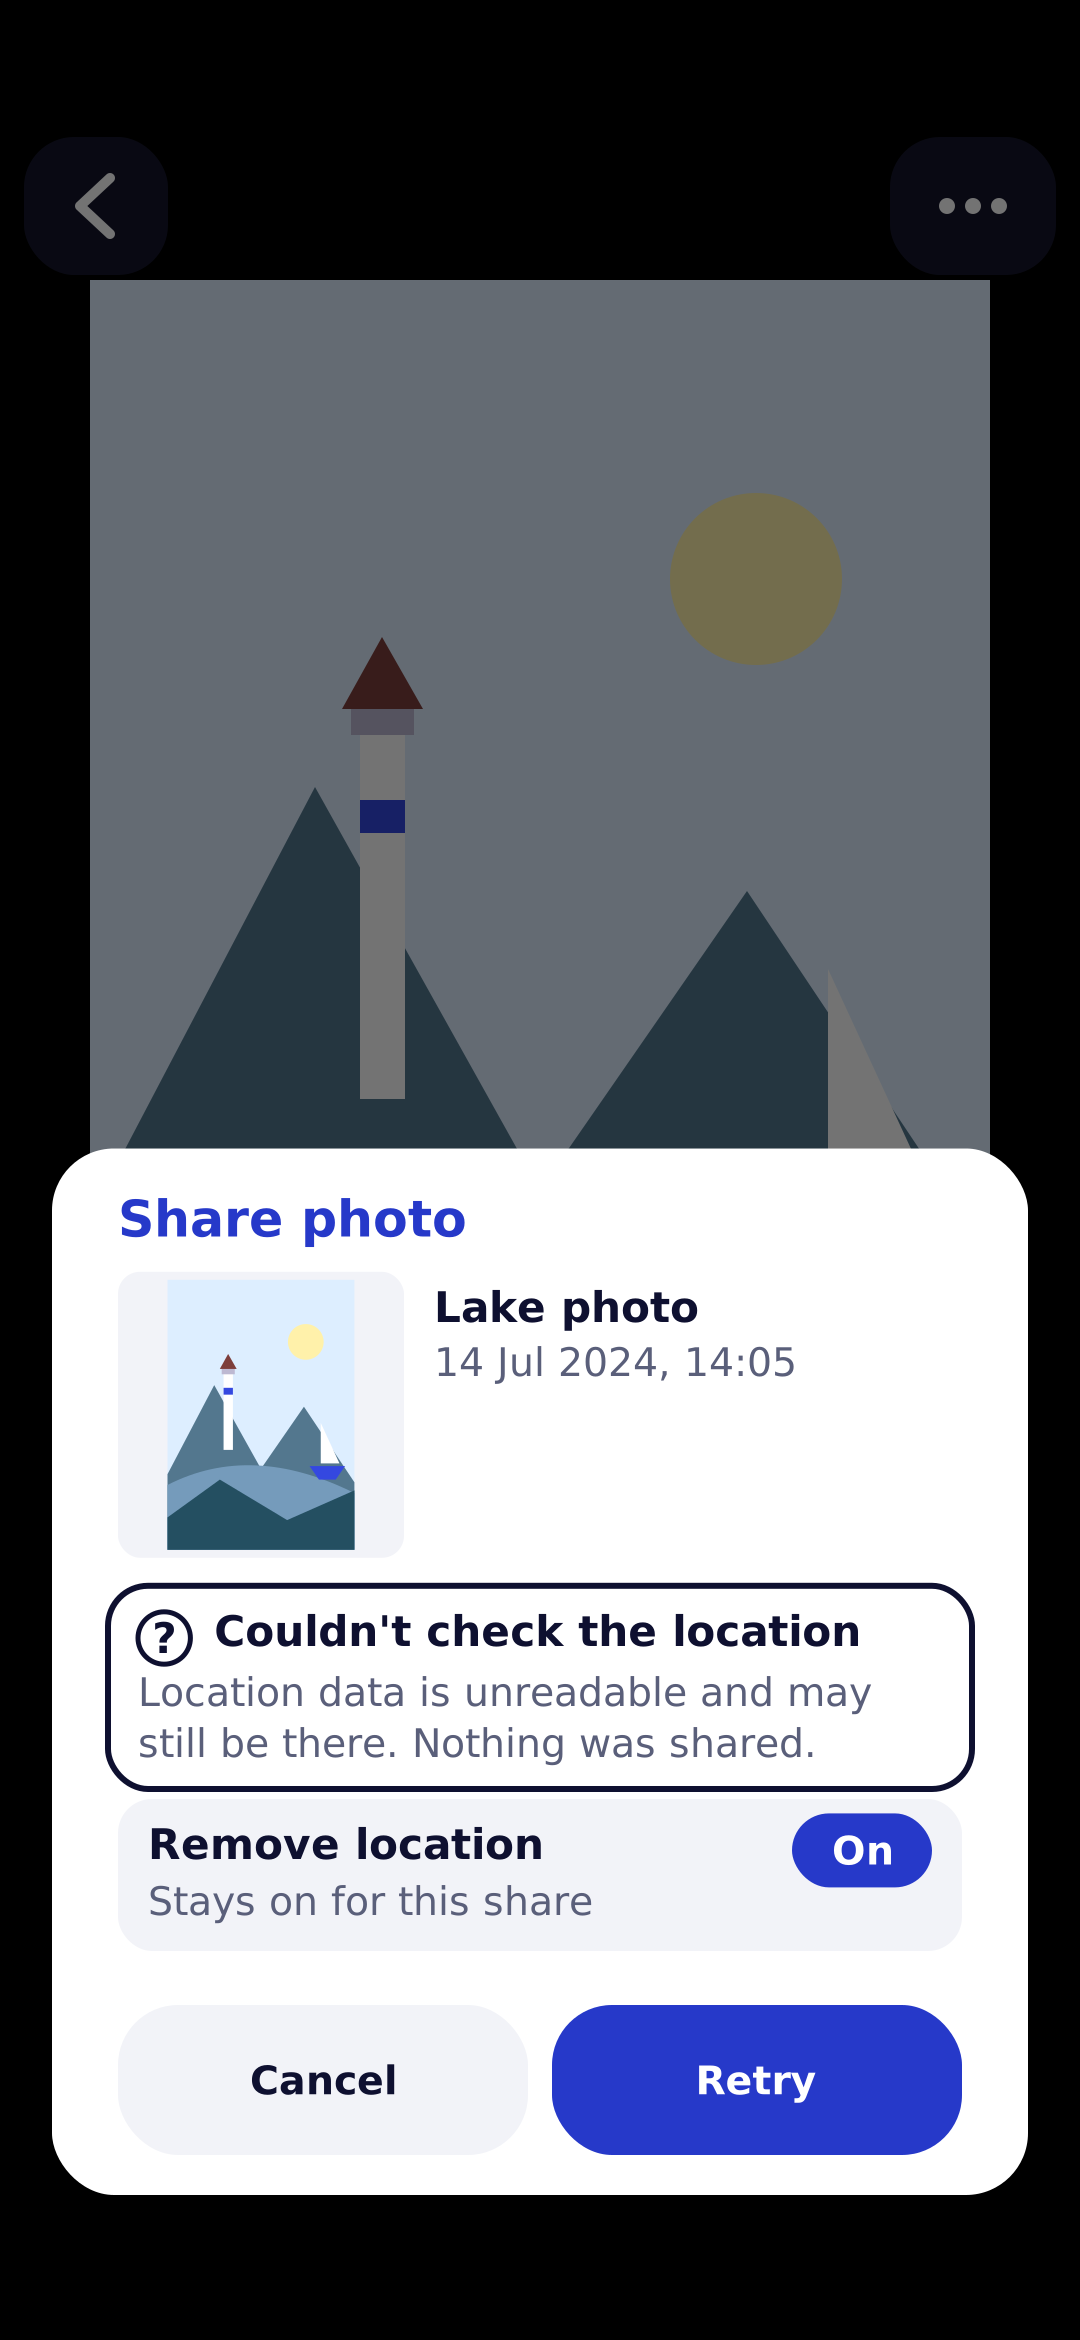 Share photo
Lake photo
14 Jul 2024, 14:05
? Couldn't check the location
Location data is unreadable and may
still be there. Nothing was shared.
Remove location
On
Stays on for this share
Cancel
Retry